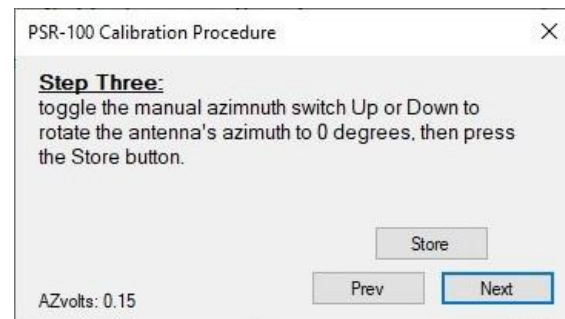 PSR-100 Calibration Procedure
Step Three:
toggle the manual azimnuth switch Up or Down to
rotate the antenna's azimuth to 0 degrees, then press
the Store button.
Store
AZvolts: 0.15
Prev
Next